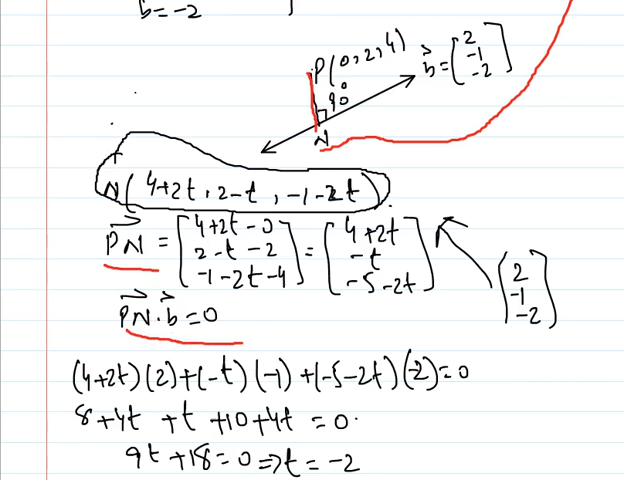 b = -2
P(0,2,4)
b⃗ = [2 -1 -2]
90°
N
N(4+2t, 2-t, -1-2t).
PN⃗ = [4+2t-0 2-t-2 -1-2t-4] = [4+2t -t -5-2t]
(2 -1 -2)
PN⃗ . b⃗ = 0
(4+2t)(2)+(-t)(-1)+(-5-2t)(-2)=0
8+4t +t +10+4t = 0.
9t+18=0 => t = -2